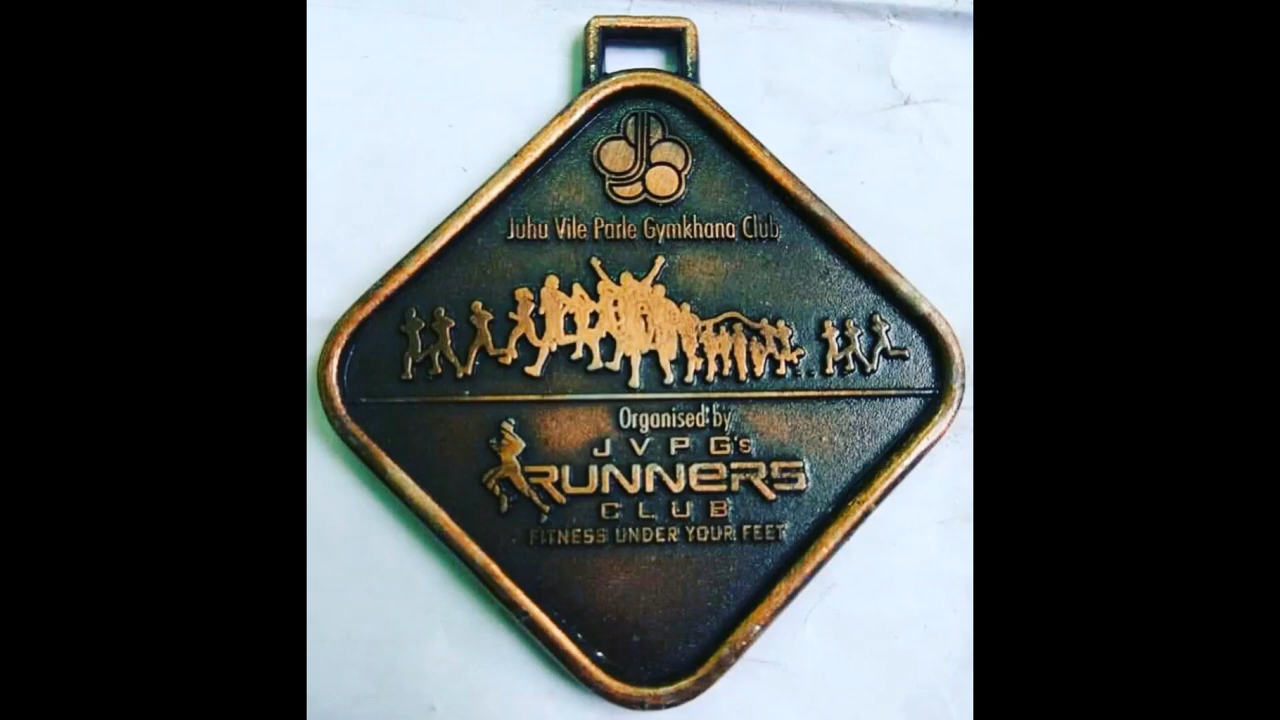 Juhu Vile Parle Gymkhana Club
Organised by
JVPG's
RUNNERS
CLUB
FITNESS UNDER YOUR FEET